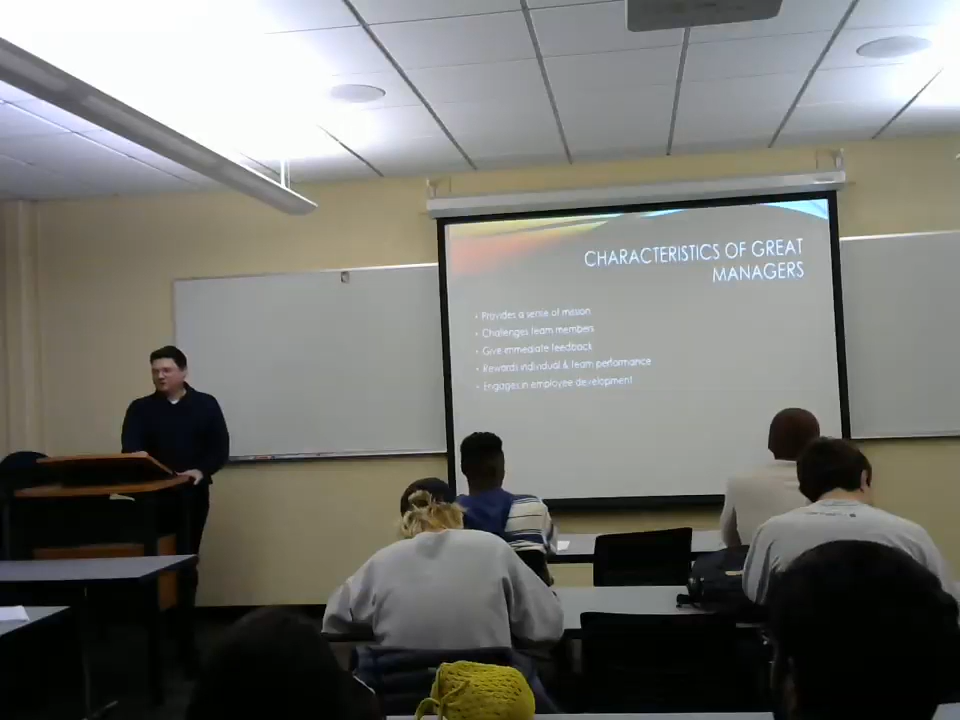 CHARACTERISTICS OF GREAT
MANAGERS
• Provides a sense of mission
• Challenges team members
• Give immediate feedback
• Rewards individual & team performance
• Engages in employee development